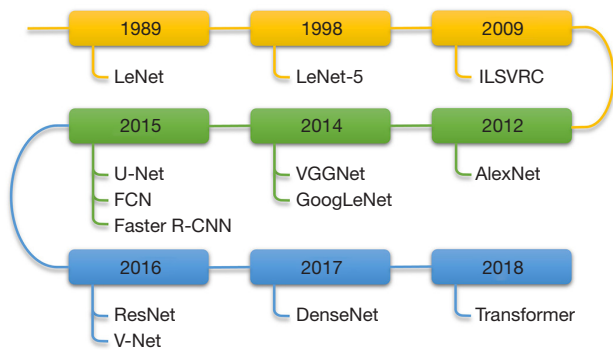 1989
LeNet
1998
LeNet-5
2009
ILSVRC
2012
AlexNet
2014
VGGNet
GoogLeNet
2015
U-Net
FCN
Faster R-CNN
2016
ResNet
V-Net
2017
DenseNet
2018
Transformer